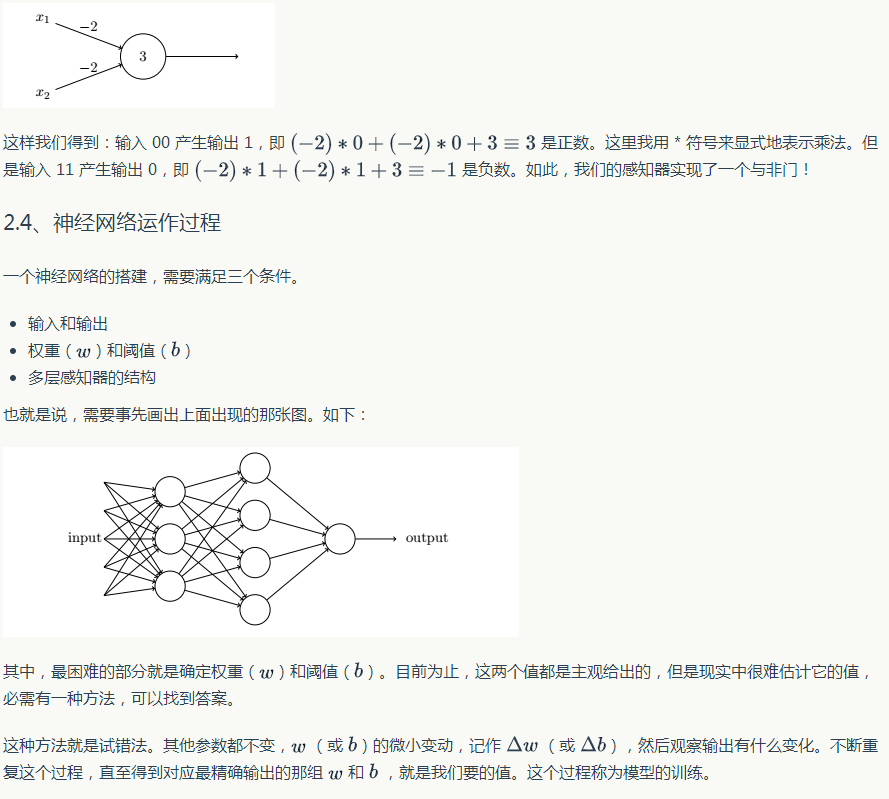 x₁
−2
3
−2
x₂
这样我们得到：输入 00 产生输出 1，即 (−2) ∗ 0 + (−2) ∗ 0 + 3 ≡ 3 是正数。这里我用 * 符号来显式地表示乘法。但
是输入 11 产生输出 0，即 (−2) ∗ 1 + (−2) ∗ 1 + 3 ≡ −1 是负数。如此，我们的感知器实现了一个与非门！
2.4、神经网络运作过程
一个神经网络的搭建，需要满足三个条件。
• 输入和输出
• 权重（w）和阈值（b）
• 多层感知器的结构
也就是说，需要事先画出上面出现的那张图。如下：
input
output
其中，最困难的部分就是确定权重（w）和阈值（b）。目前为止，这两个值都是主观给出的，但是现实中很难估计它的值，
必需有一种方法，可以找到答案。
这种方法就是试错法。其他参数都不变，w（或 b）的微小变动，记作 Δw（或 Δb），然后观察输出有什么变化。不断重
复这个过程，直至得到对应最精确输出的那组 w 和 b ，就是我们要的值。这个过程称为模型的训练。